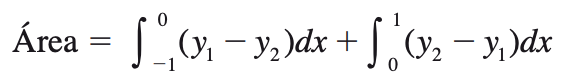 Área = ∫₋₁⁰ (y₁ − y₂)dx + ∫₀¹ (y₂ − y₁)dx